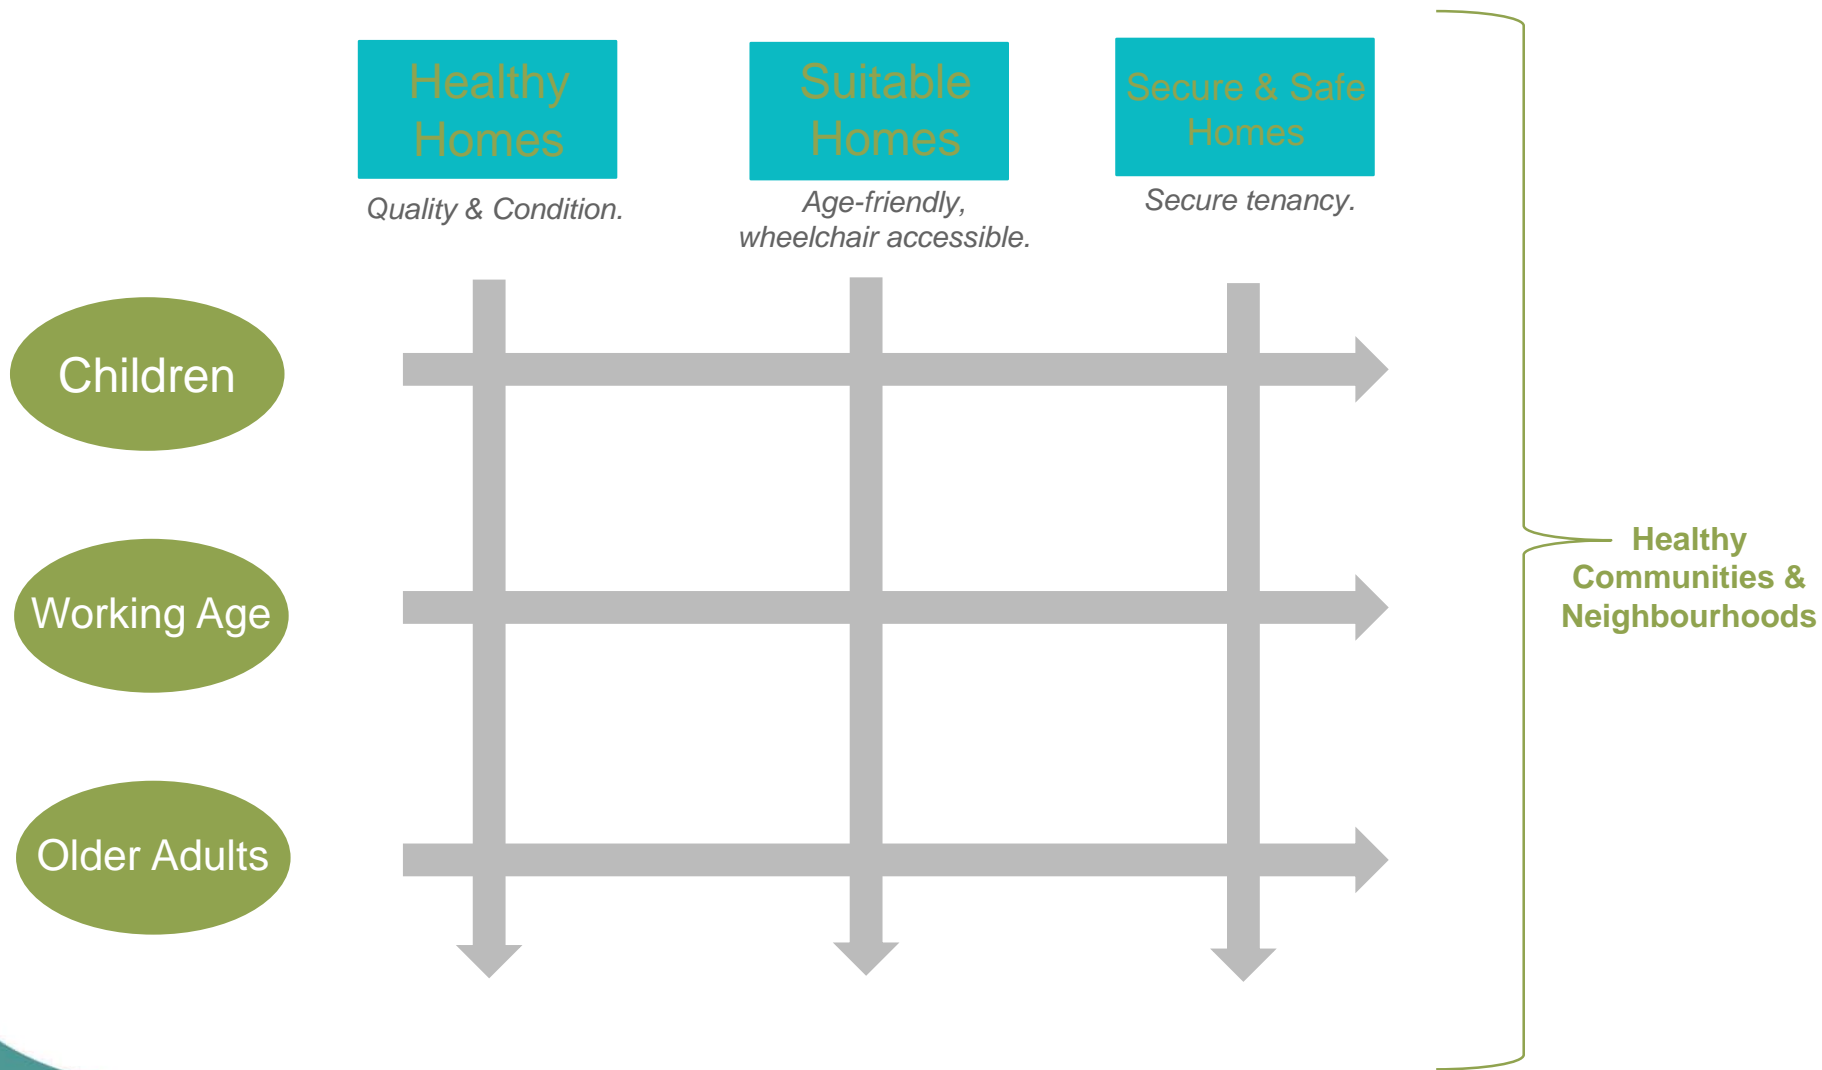 Healthy
Homes
Suitable
Homes
Secure & Safe
Homes
Quality & Condition.
Age-friendly,
wheelchair accessible.
Secure tenancy.
Children
Working Age
Older Adults
Healthy
Communities &
Neighbourhoods